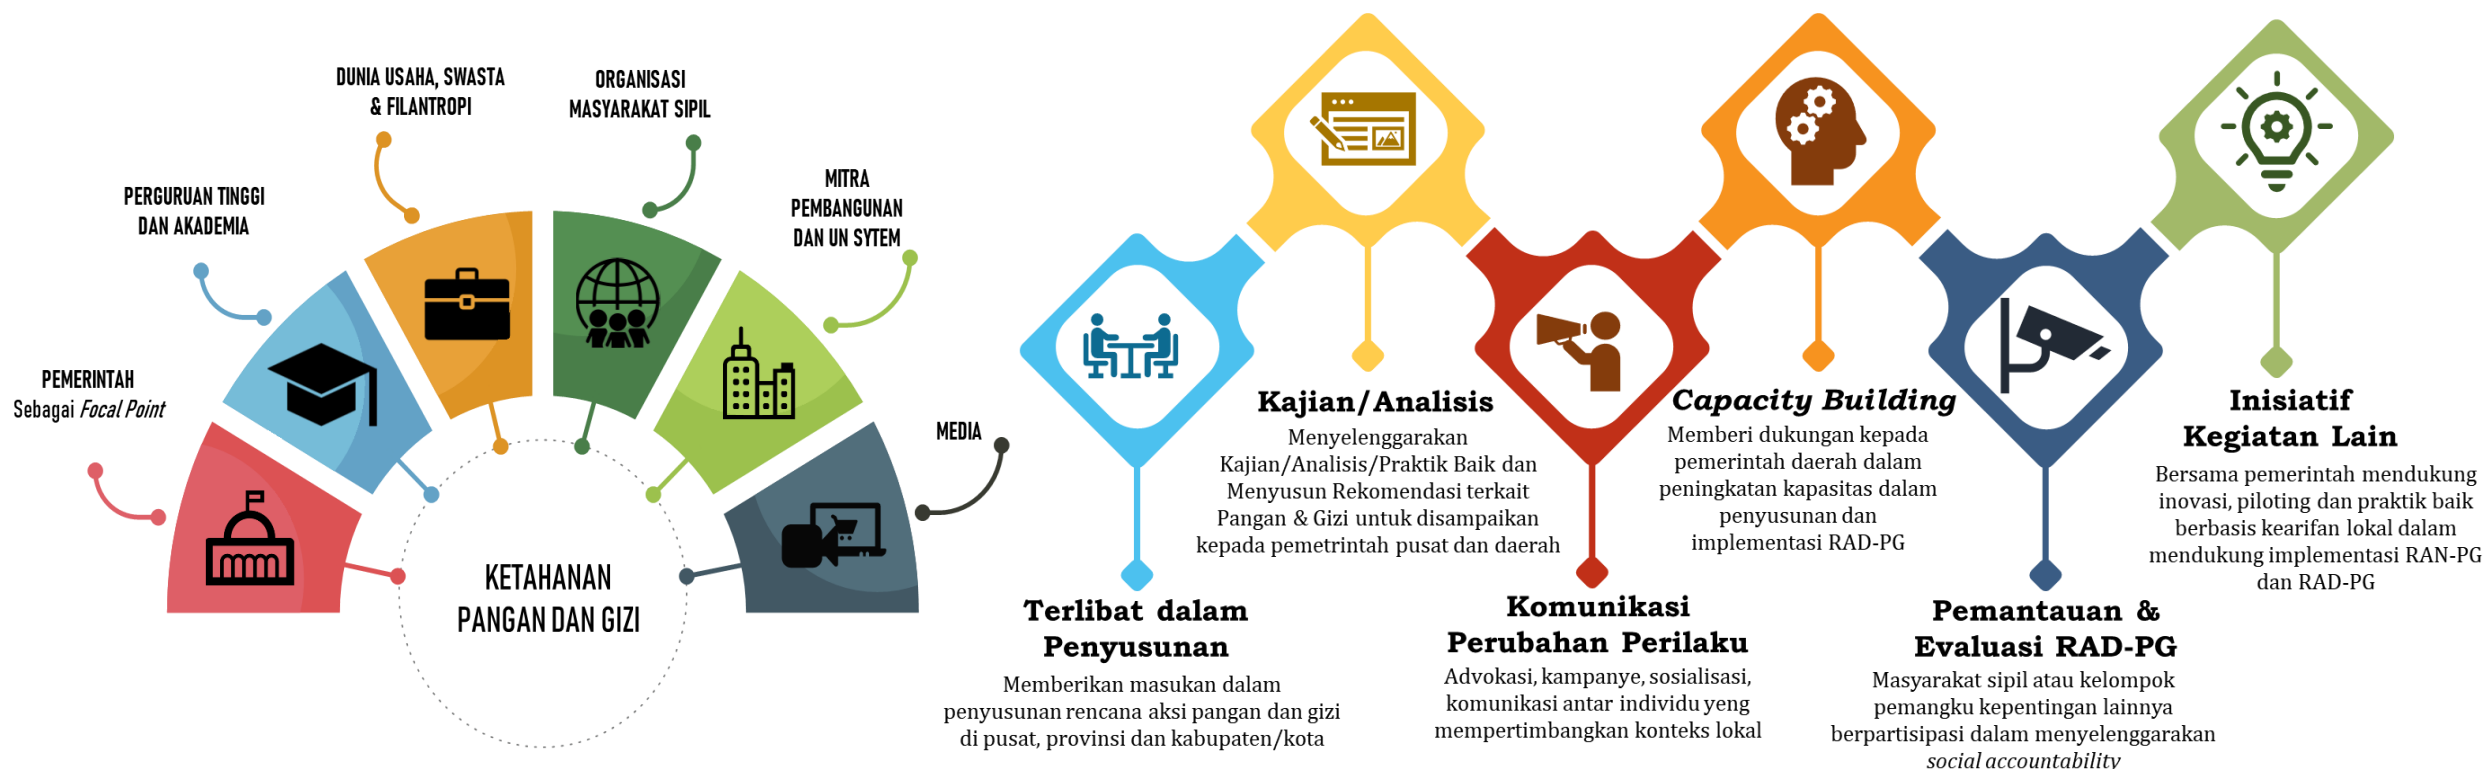 PEMERINTAH
Sebagai Focal Point
PERGURUAN TINGGI
DAN AKADEMIA
DUNIA USAHA, SWASTA
& FILANTROPI
ORGANISASI
MASYARAKAT SIPIL
MITRA
PEMBANGUNAN
DAN UN SYTEM
MEDIA
KETAHANAN
PANGAN DAN GIZI
Terlibat dalam
Penyusunan
Memberikan masukan dalam
penyusunan rencana aksi pangan dan gizi
di pusat, provinsi dan kabupaten/kota
Kajian/Analisis
Menyelenggarakan
Kajian/Analisis/Praktik Baik dan
Menyusun Rekomendasi terkait
Pangan & Gizi untuk disampaikan
kepada pemetrintah pusat dan daerah
Komunikasi
Perubahan Perilaku
Advokasi, kampanye, sosialisasi,
komunikasi antar individu yeng
mempertimbangkan konteks lokal
Capacity Building
Memberi dukungan kepada
pemerintah daerah dalam
peningkatan kapasitas dalam
penyusunan dan
implementasi RAD-PG
Pemantauan &
Evaluasi RAD-PG
Masyarakat sipil atau kelompok
pemangku kepentingan lainnya
berpartisipasi dalam menyelenggarakan
social accountability
Inisiatif
Kegiatan Lain
Bersama pemerintah mendukung
inovasi, piloting dan praktik baik
berbasis kearifan lokal dalam
mendukung implementasi RAN-PG
dan RAD-PG